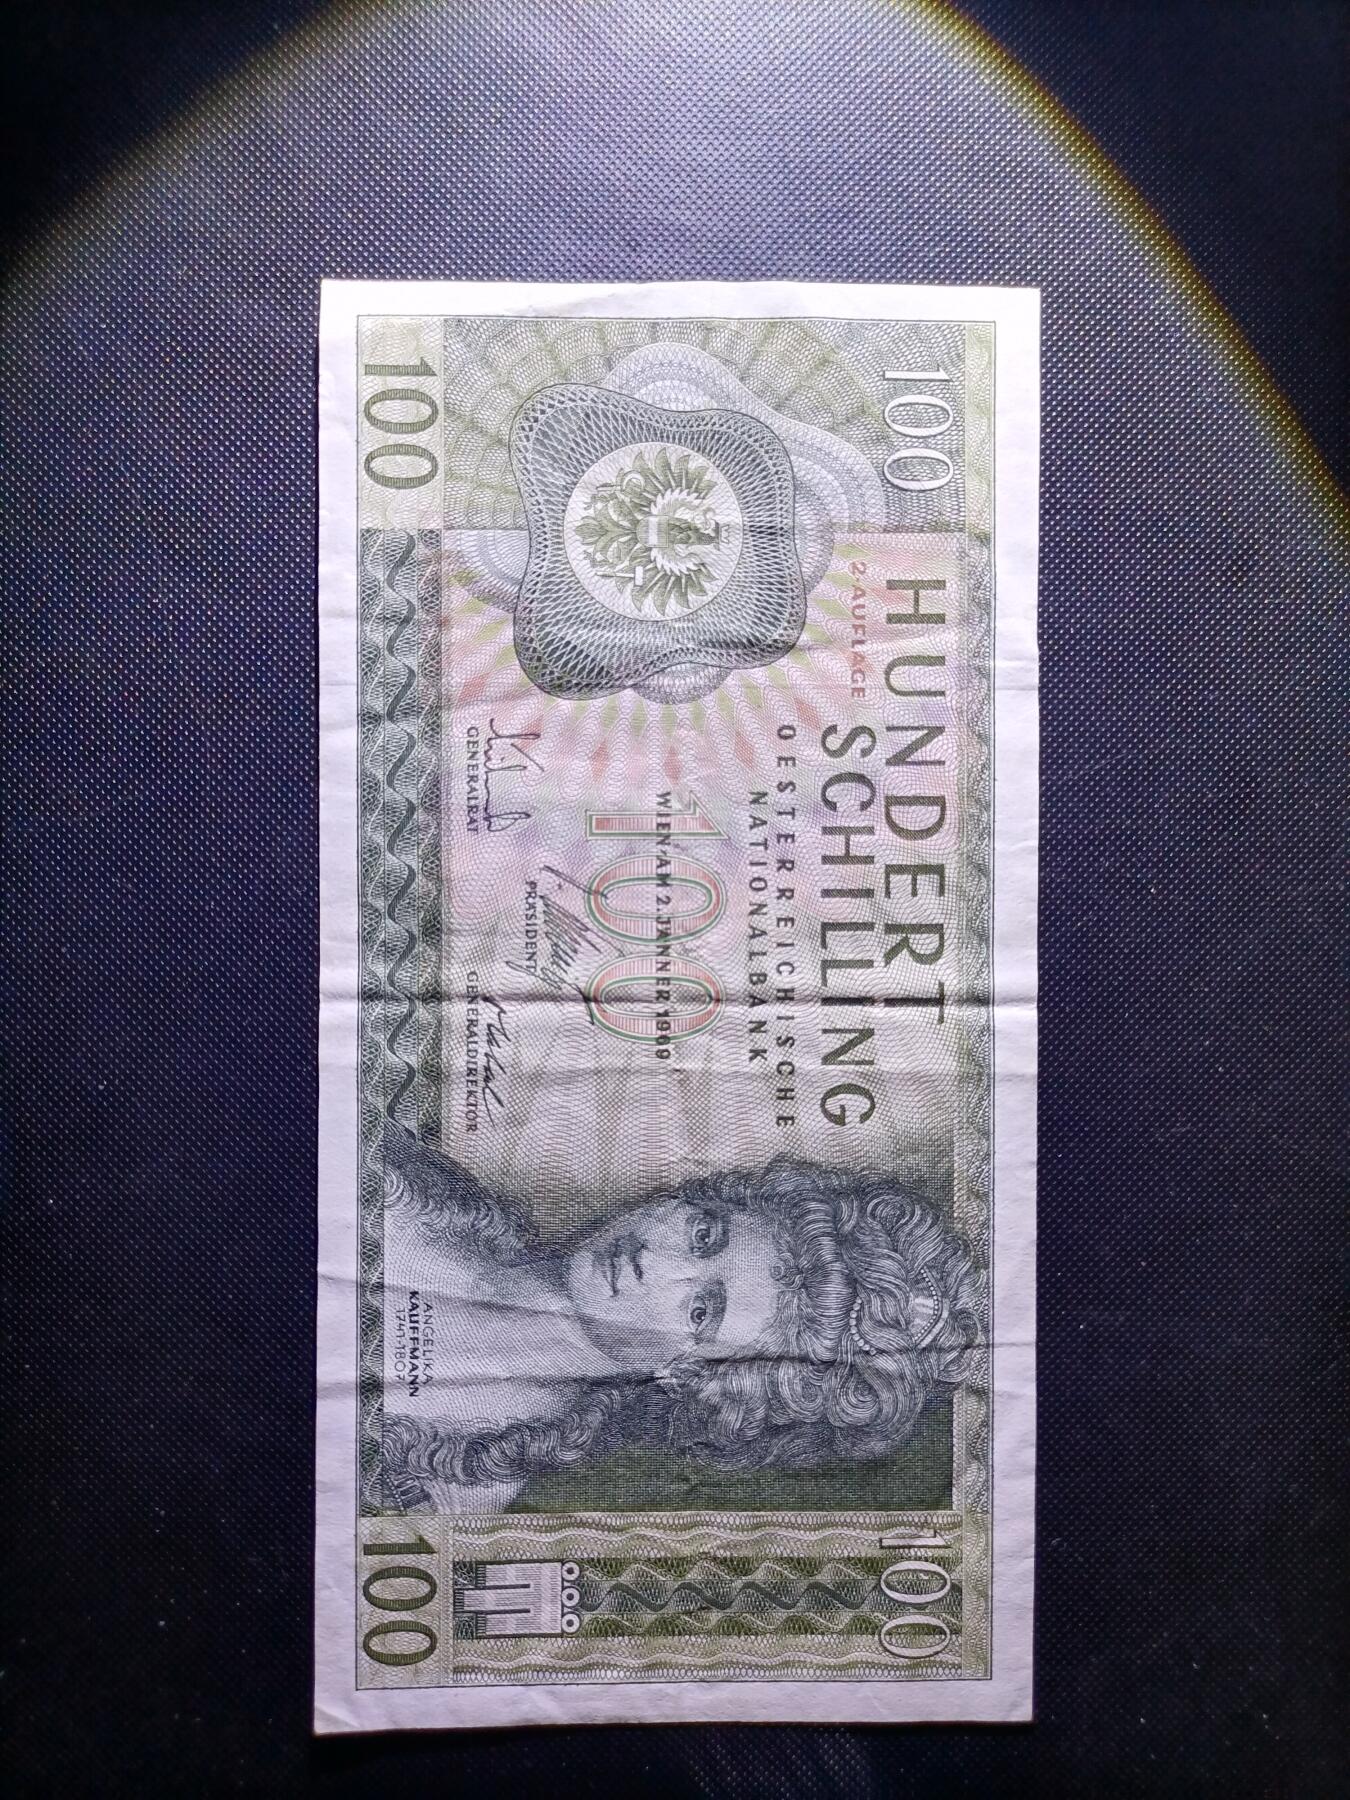 100
100
HUNDERT
2·AUFLAGE
SCHILLING
OESTERREICHISCHE
NATIONALBANK
100
WIEN AM 2. JÄNNER 1969
PRÄSIDENT
GENERALRAT
GENERALDIREKTOR
ANGELIKA
KAUFFMANN
1741-1807
100
100